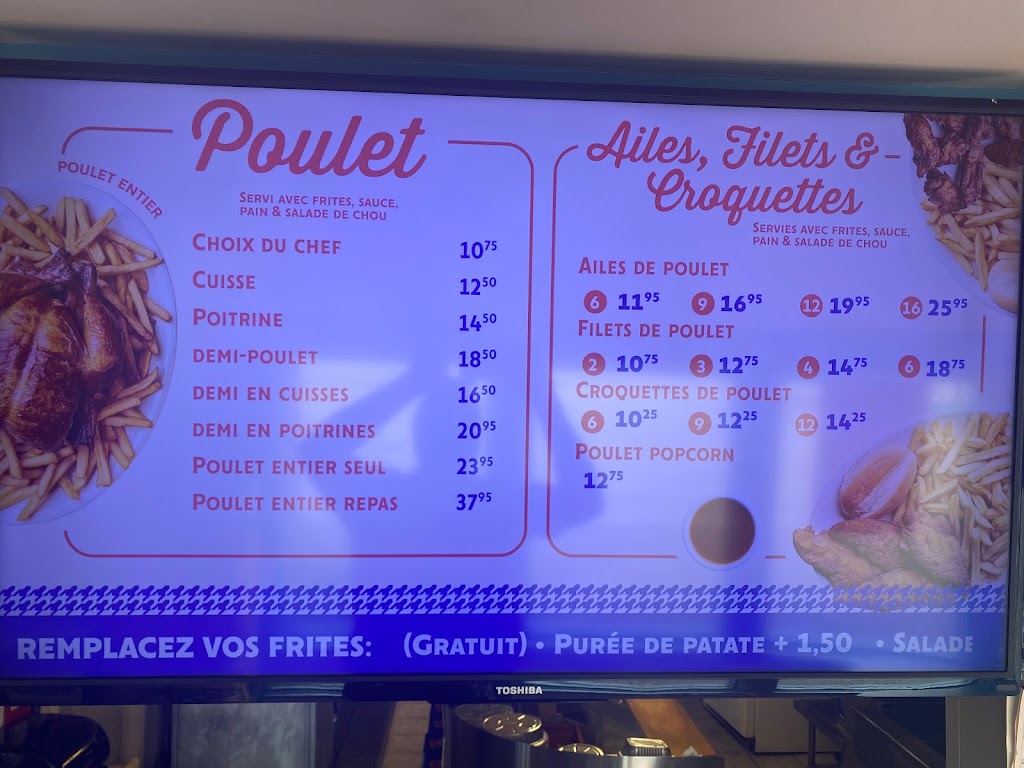 Poulet
POULET ENTIER
SERVI AVEC FRITES, SAUCE,
PAIN & SALADE DE CHOU
CHOIX DU CHEF 10⁷⁵
CUISSE 12⁵⁰
POITRINE 14⁵⁰
DEMI-POULET 18⁵⁰
DEMI EN CUISSES 16⁵⁰
DEMI EN POITRINES 20⁹⁵
POULET ENTIER SEUL 23⁹⁵
POULET ENTIER REPAS 37⁹⁵
Ailes, Filets &
Croquettes
SERVIES AVEC FRITES, SAUCE,
PAIN & SALADE DE CHOU
AILES DE POULET
6 11⁹⁵ 9 16⁹⁵ 12 19⁹⁵ 16 25⁹⁵
FILETS DE POULET
2 10⁷⁵ 3 12⁷⁵ 4 14⁷⁵ 6 18⁷⁵
CROQUETTES DE POULET
6 10²⁵ 9 12²⁵ 12 14²⁵
POULET POPCORN
12⁷⁵
REMPLACEZ VOS FRITES: (GRATUIT) • PURÉE DE PATATE + 1,50 • SALADE
TOSHIBA